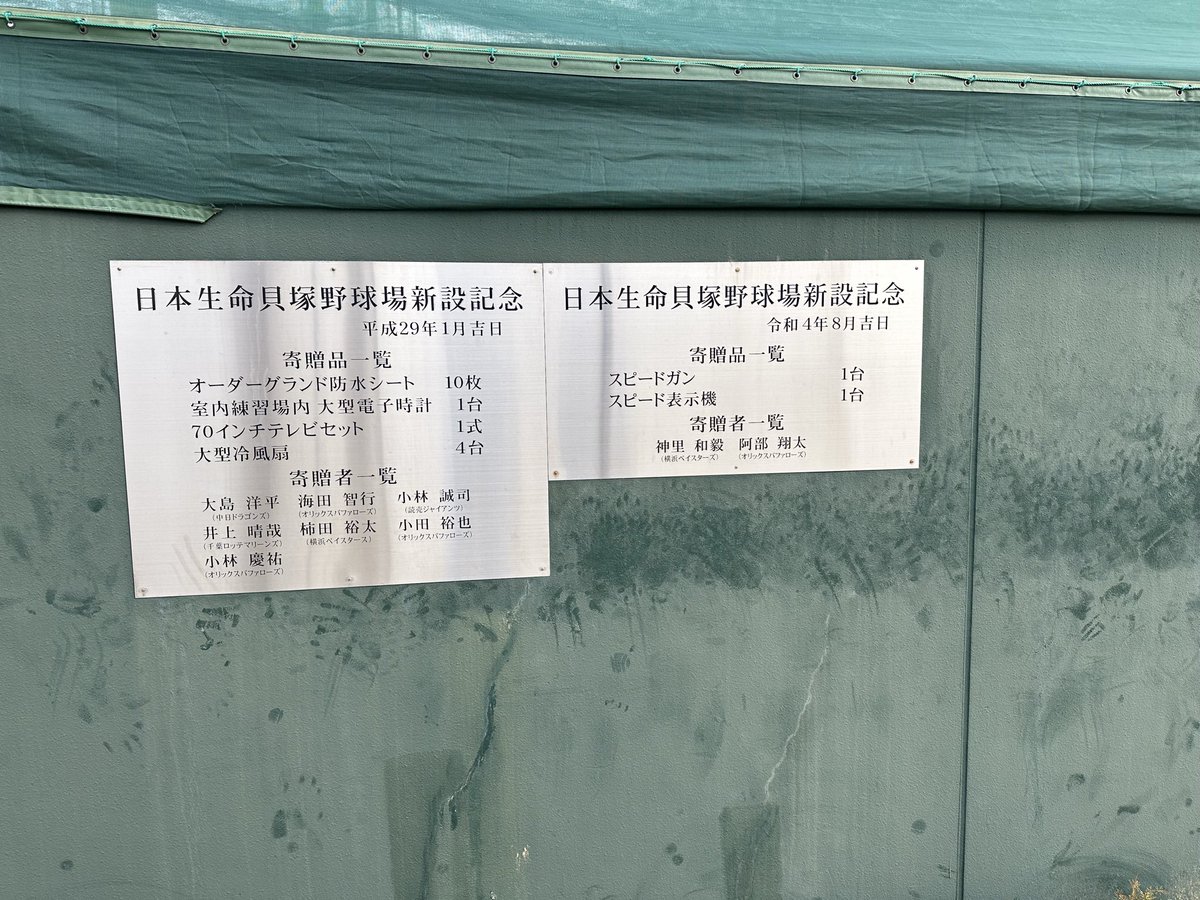 日本生命貝塚野球場新設記念
平成29年1月吉日
寄贈品一覧
オーダーグランド防水シート 10枚
室内練習場内 大型電子時計 1台
70インチテレビセット 1式
大型冷風扇 4台
寄贈者一覧
大島 洋平 海田 智行 小林 誠司
（中日ドラゴンズ） （オリックスバファローズ） （読売ジャイアンツ）
井上 晴哉 柿田 裕太 小田 裕也
（千葉ロッテマリーンズ） （横浜ベイスターズ） （オリックスバファローズ）
小林 慶祐
（オリックスバファローズ）
日本生命貝塚野球場新設記念
令和4年8月吉日
寄贈品一覧
スピードガン 1台
スピード表示機 1台
寄贈者一覧
神里 和毅 阿部 翔太
（横浜ベイスターズ） （オリックスバファローズ）